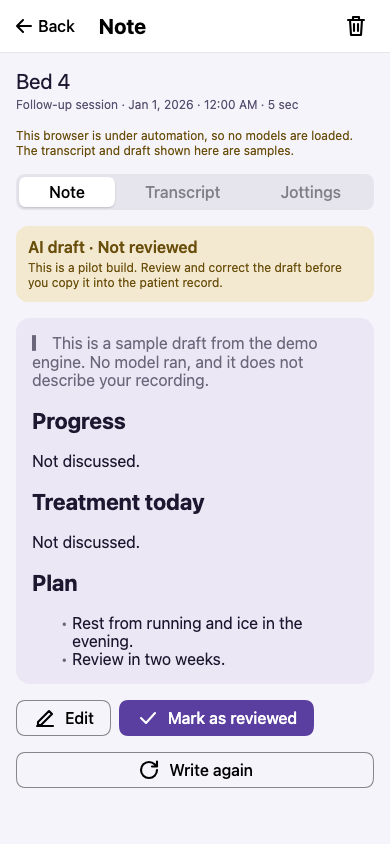 Back
Note
Bed 4
Follow-up session · Jan 1, 2026 · 12:00 AM · 5 sec
This browser is under automation, so no models are loaded.
The transcript and draft shown here are samples.
Note
Transcript
Jottings
AI draft · Not reviewed
This is a pilot build. Review and correct the draft before
you copy it into the patient record.
This is a sample draft from the demo
engine. No model ran, and it does not
describe your recording.
Progress
Not discussed.
Treatment today
Not discussed.
Plan
• Rest from running and ice in the
evening.
• Review in two weeks.
Edit
Mark as reviewed
Write again